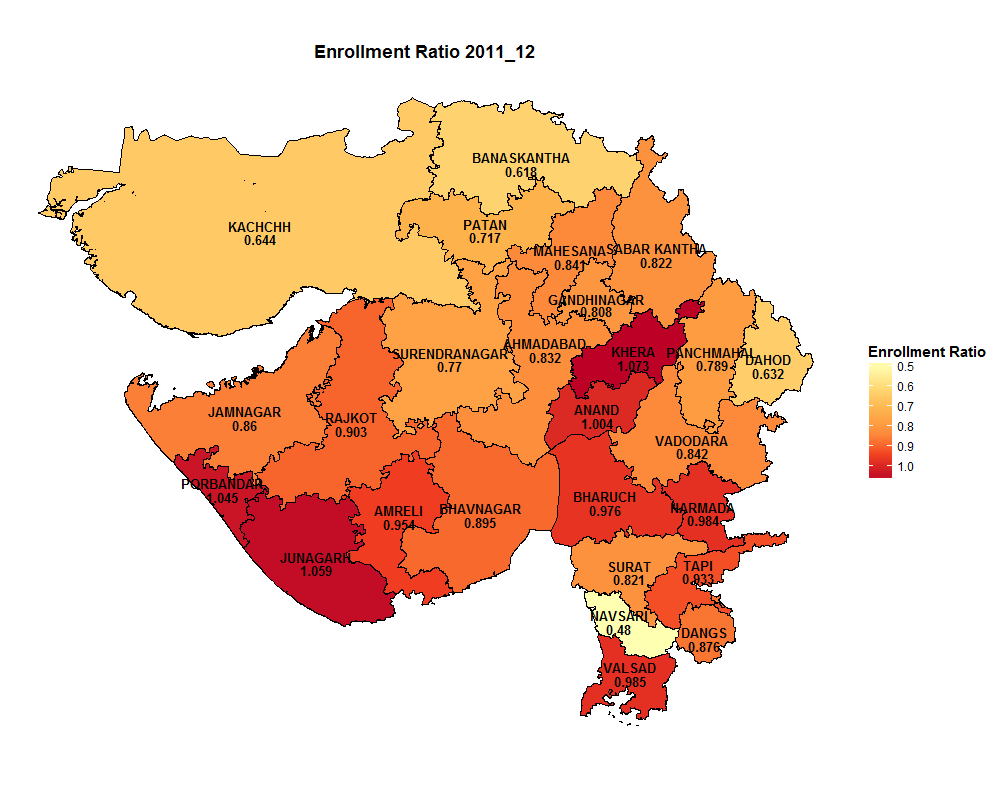 Enrollment Ratio 2011_12
BANASKANTHA
0.618
KACHCHH
0.644
PATAN
0.717
MAHESANA
0.841
SABAR KANTHA
0.822
GANDHINAGAR
0.808
AHMADABAD
0.832
SURENDRANAGAR
0.77
KHERA
1.073
PANCHMAHAL
0.789
DAHOD
0.632
JAMNAGAR
0.86
RAJKOT
0.903
ANAND
1.004
VADODARA
0.842
PORBANDAR
1.045
AMRELI
0.954
BHAVNAGAR
0.895
BHARUCH
0.976
NARMADA
0.984
JUNAGARH
1.059
SURAT
0.821
TAPI
0.933
NAVSARI
0.48
DANGS
0.876
VALSAD
0.985
Enrollment Ratio
0.5
0.6
0.7
0.8
0.9
1.0